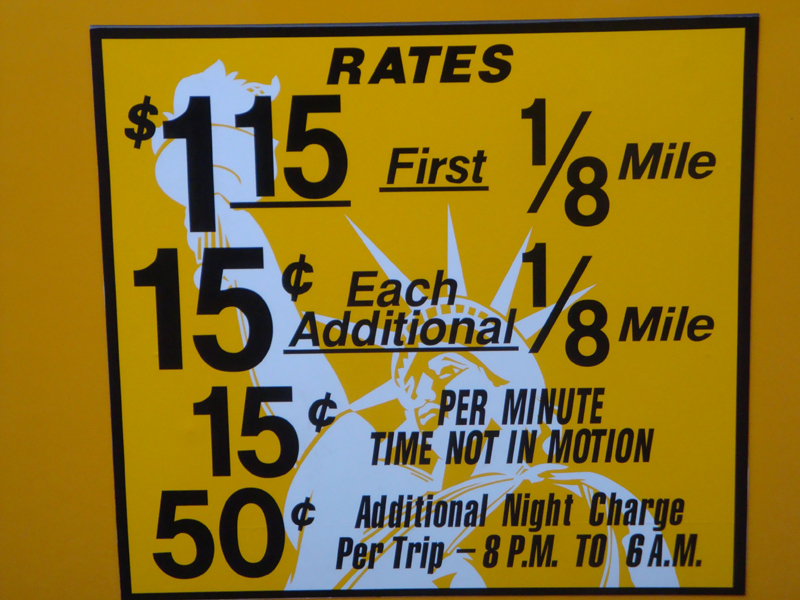 RATES
$1 15 First 1/8 Mile
15¢ Each Additional 1/8 Mile
15¢ PER MINUTE
TIME NOT IN MOTION
50¢ Additional Night Charge
Per Trip – 8 P.M. TO 6 A.M.